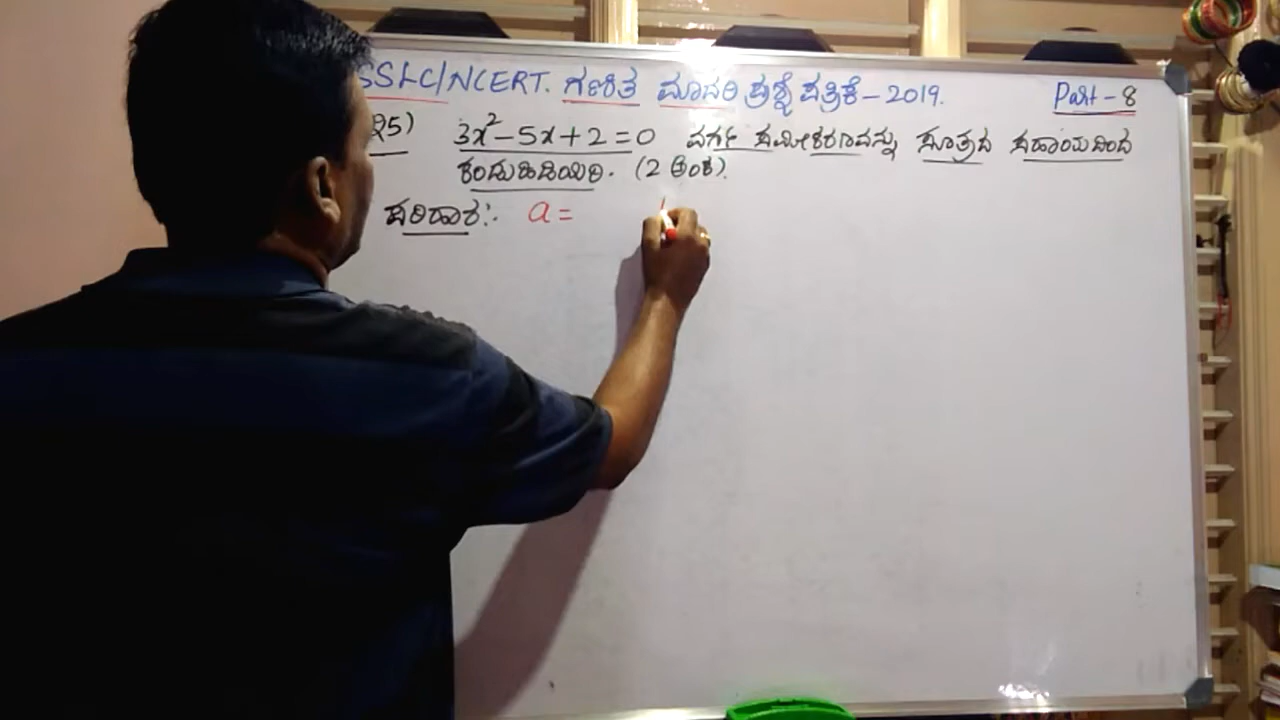 SSLC/NCERT. ಗಣಿತ ಮಾದರಿ ಪ್ರಶ್ನೆ ಪತ್ರಿಕೆ - 2019. Part - 8
25) 3x² - 5x + 2 = 0 ವರ್ಗ ಸಮೀಕರಣವನ್ನು ಸೂತ್ರದ ಸಹಾಯದಿಂದ
ಕಂಡುಹಿಡಿಯಿರಿ. (2 ಅಂಕ).
ಪರಿಹಾರ:- a =